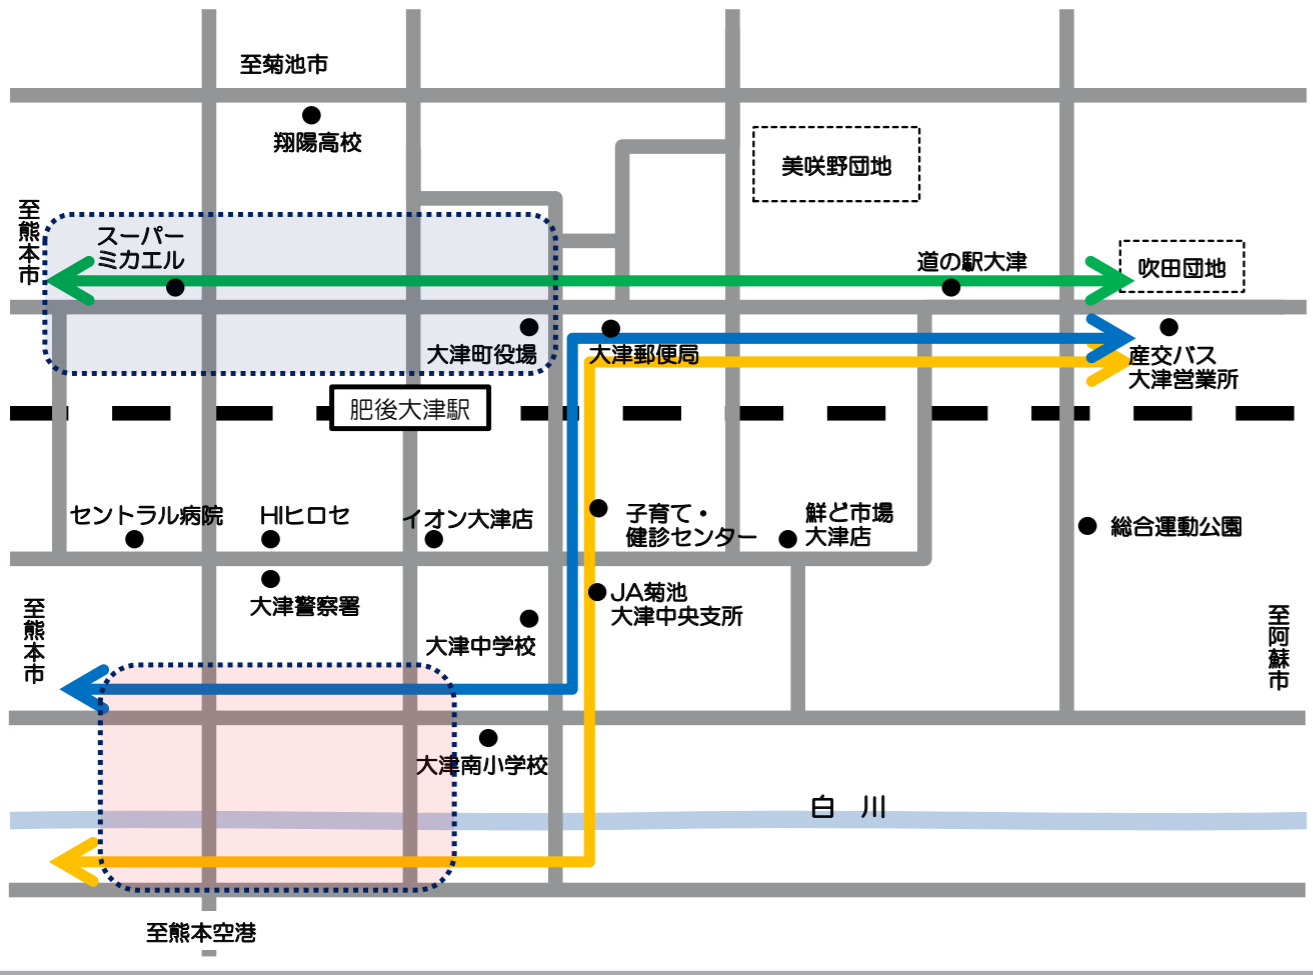 至菊池市
翔陽高校
美咲野団地
至熊本市
スーパー
ミカエル
道の駅大津
吹田団地
大津町役場
大津郵便局
産交バス
大津営業所
肥後大津駅
セントラル病院
HIヒロセ
イオン大津店
子育て・
健診センター
鮮ど市場
大津店
総合運動公園
大津警察署
JA菊池
大津中央支所
大津中学校
至熊本市
至阿蘇市
大津南小学校
白　川
至熊本空港